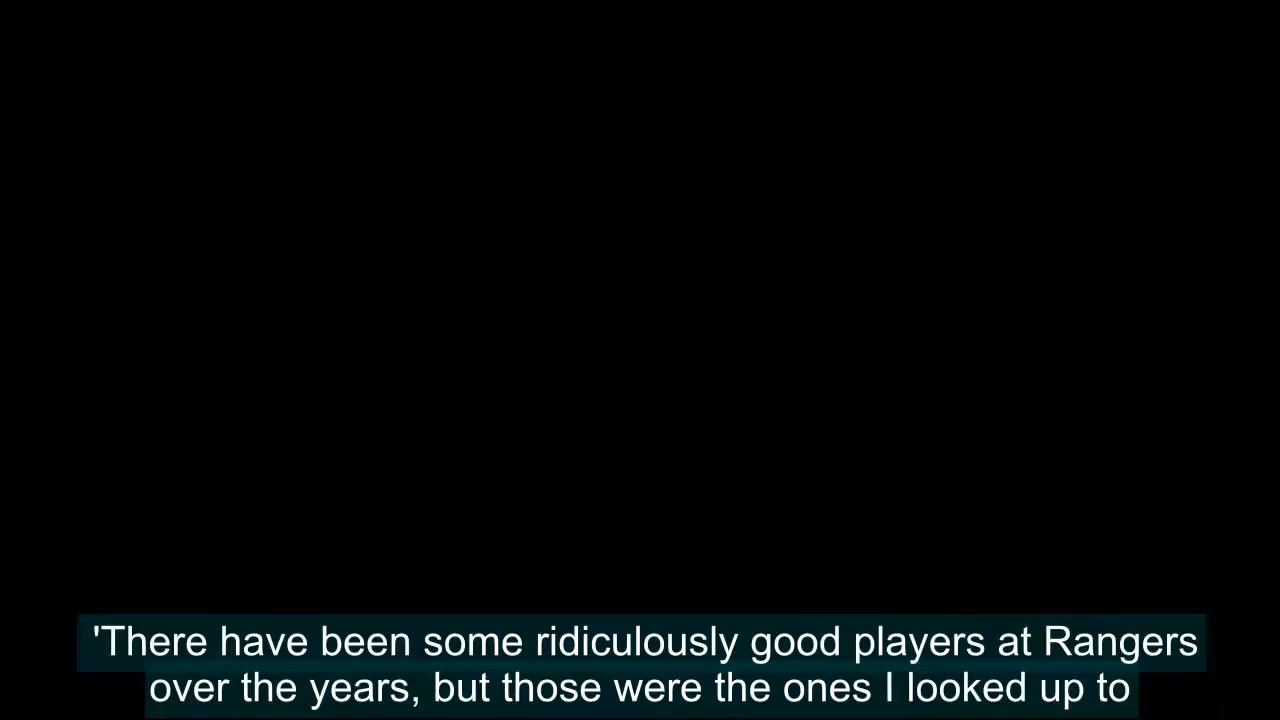 'There have been some ridiculously good players at Rangers
over the years, but those were the ones I looked up to